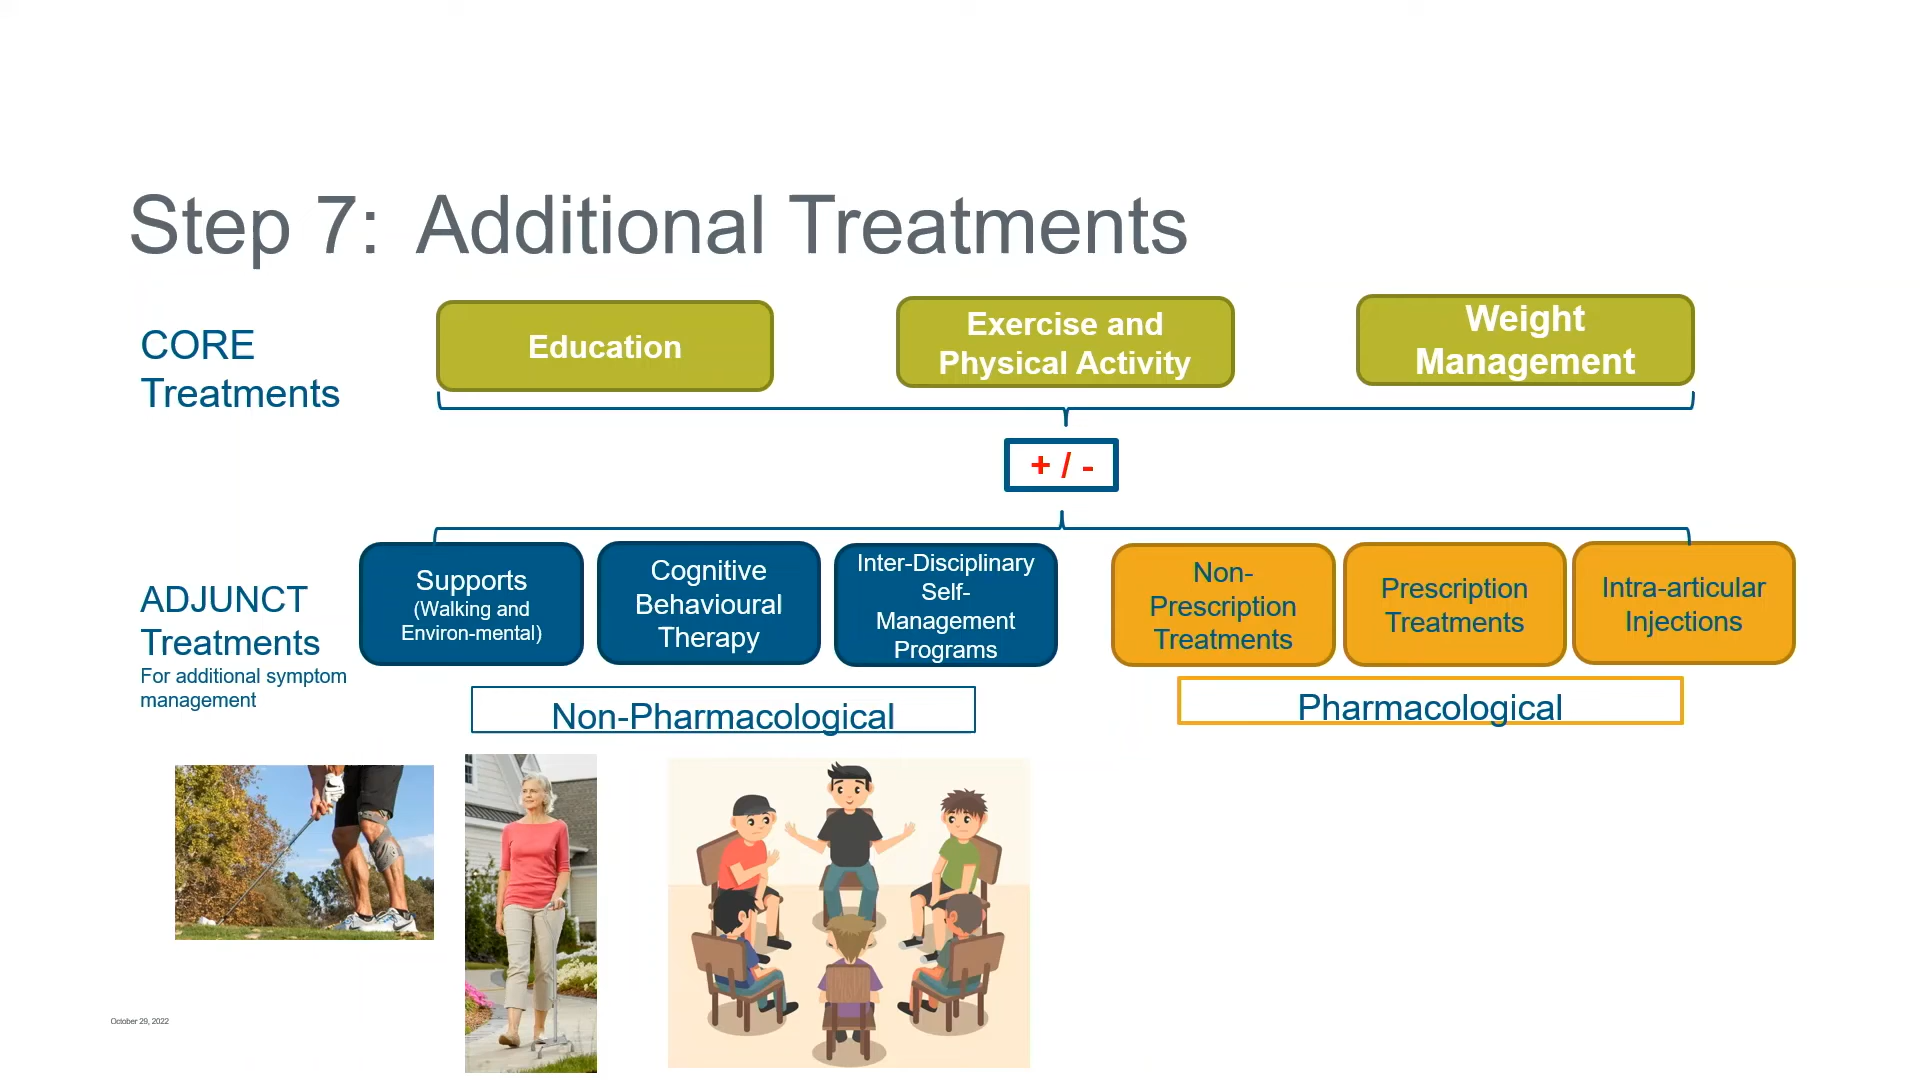 Step 7: Additional Treatments
CORE
Treatments
Education
Exercise and
Physical Activity
Weight
Management
+ / -
ADJUNCT
Treatments
For additional symptom
management
Supports
(Walking and
Environ-mental)
Cognitive
Behavioural
Therapy
Inter-Disciplinary
Self-
Management
Programs
Non-
Prescription
Treatments
Prescription
Treatments
Intra-articular
Injections
Non-Pharmacological
Pharmacological
October 29, 2022